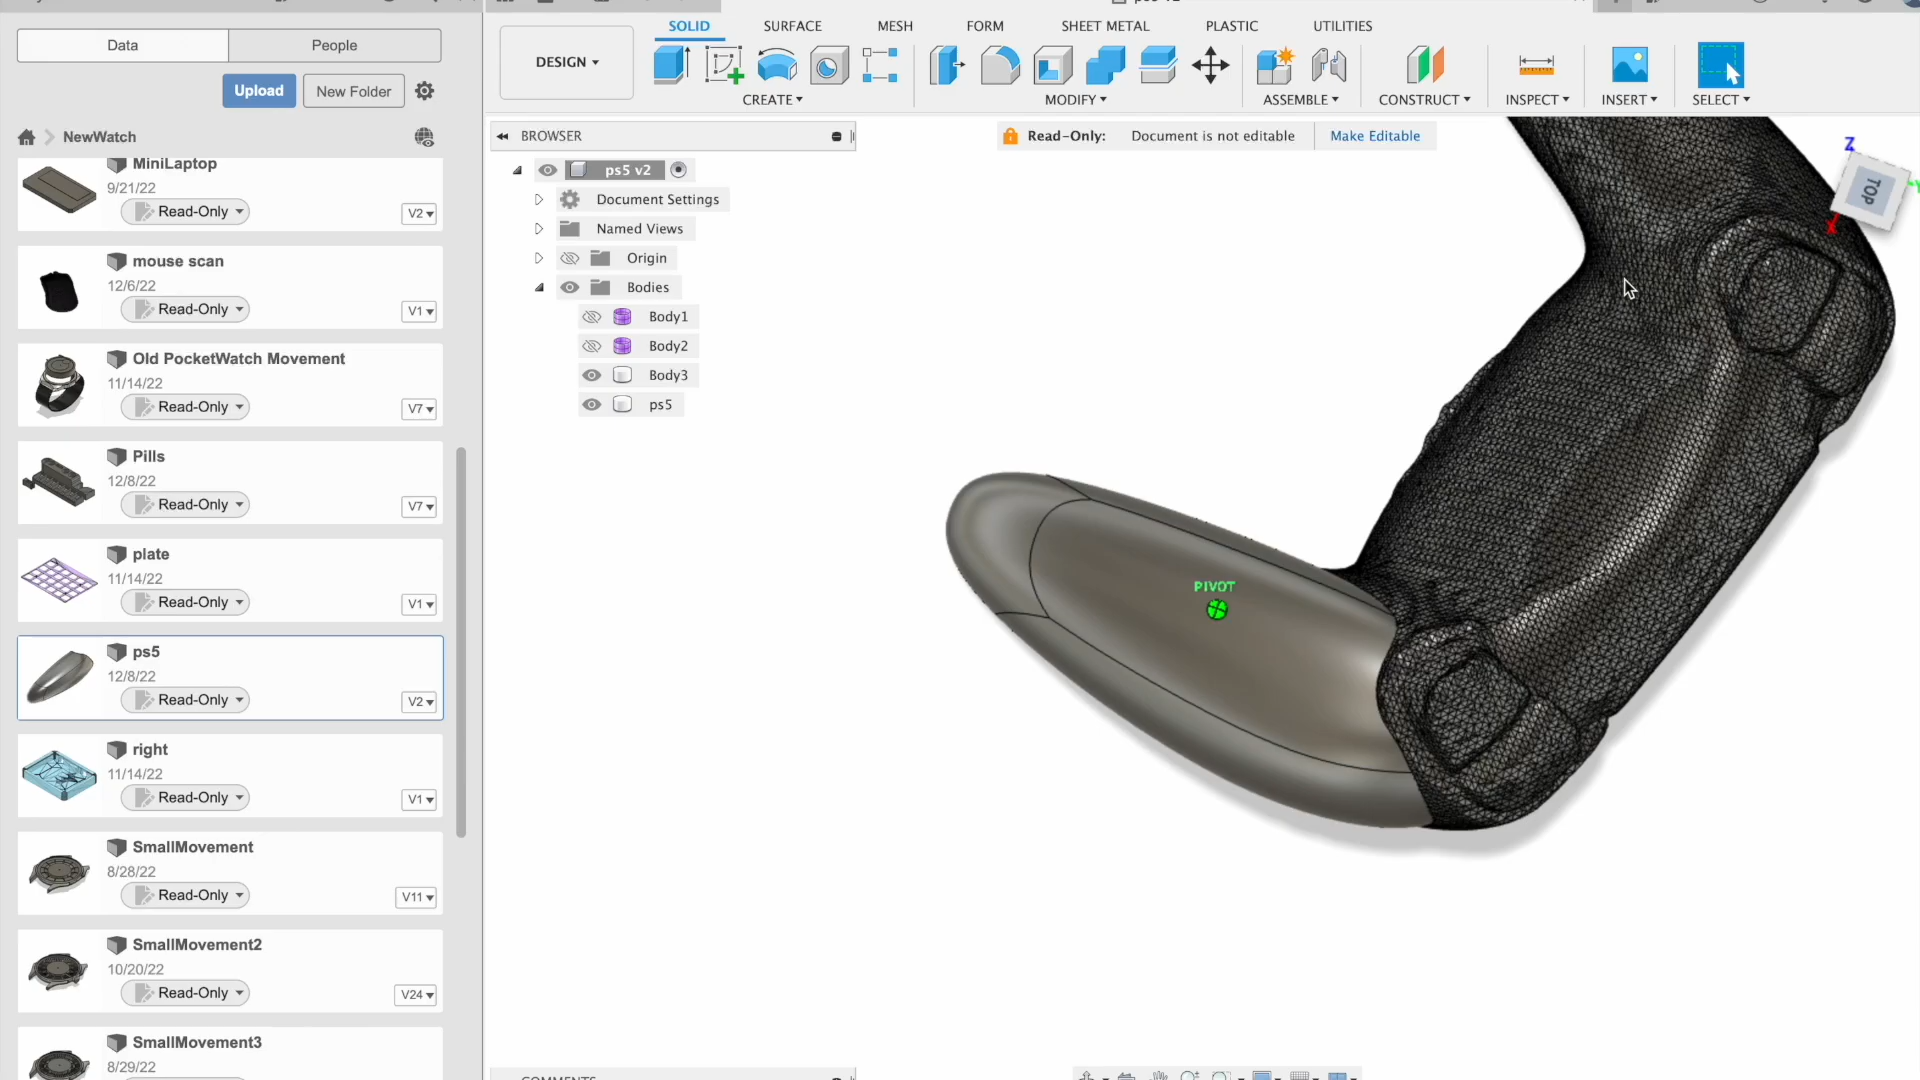 Data
People
Upload
New Folder
NewWatch
MiniLaptop
9/21/22
Read-Only
V2
mouse scan
12/6/22
Read-Only
V1
Old PocketWatch Movement
11/14/22
Read-Only
V7
Pills
12/8/22
Read-Only
V7
plate
11/14/22
Read-Only
V1
ps5
12/8/22
Read-Only
V2
right
11/14/22
Read-Only
V1
SmallMovement
8/28/22
Read-Only
V11
SmallMovement2
10/20/22
Read-Only
V24
SmallMovement3
8/29/22
ps5 v2
SOLID SURFACE MESH FORM SHEET METAL PLASTIC UTILITIES
DESIGN
CREATE MODIFY ASSEMBLE CONSTRUCT INSPECT INSERT SELECT
BROWSER
Read-Only: Document is not editable Make Editable
ps5 v2
Document Settings
Named Views
Origin
Bodies
Body1
Body2
Body3
ps5
Z
TOP
Y
X
PIVOT
COMMENTS